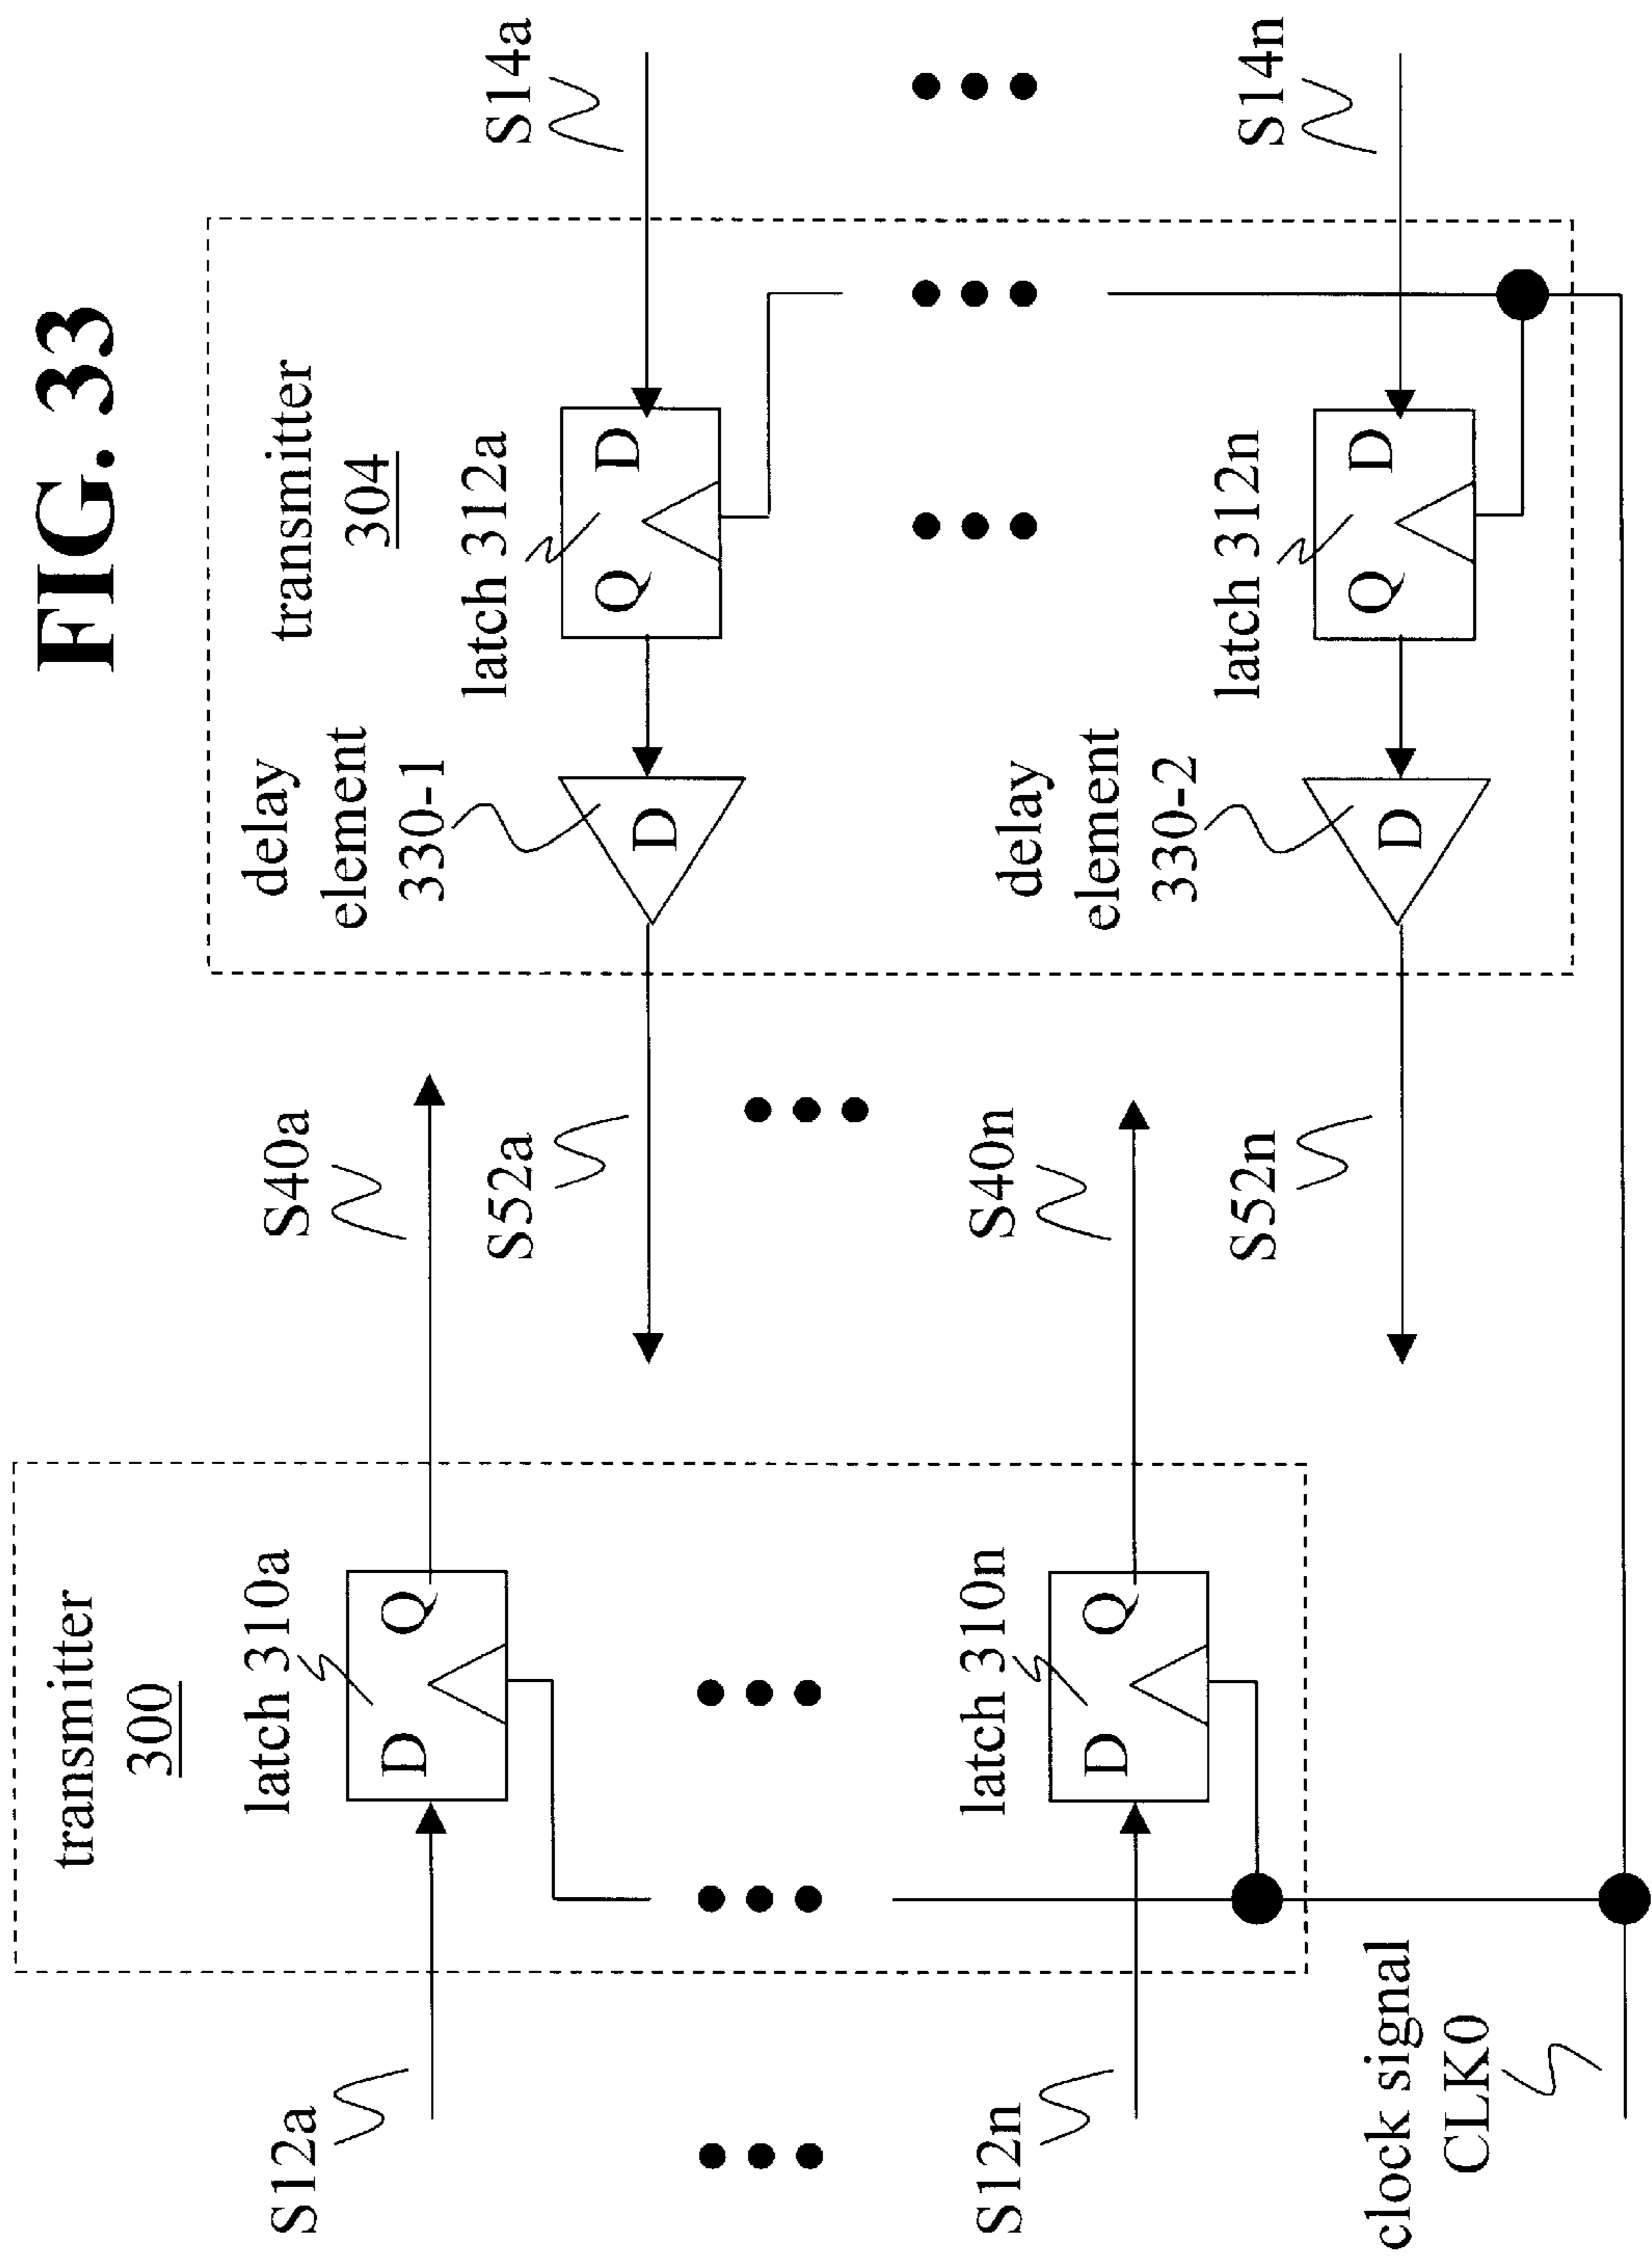 FIG. 33
transmitter
300
transmitter
304
latch 310a
D Q
S12a
S40a
delay
element
330-1
D
latch 312a
Q D
S14a
S52a
latch 310n
D Q
S12n
S40n
delay
element
330-2
D
latch 312n
Q D
S14n
S52n
clock signal
CLK0